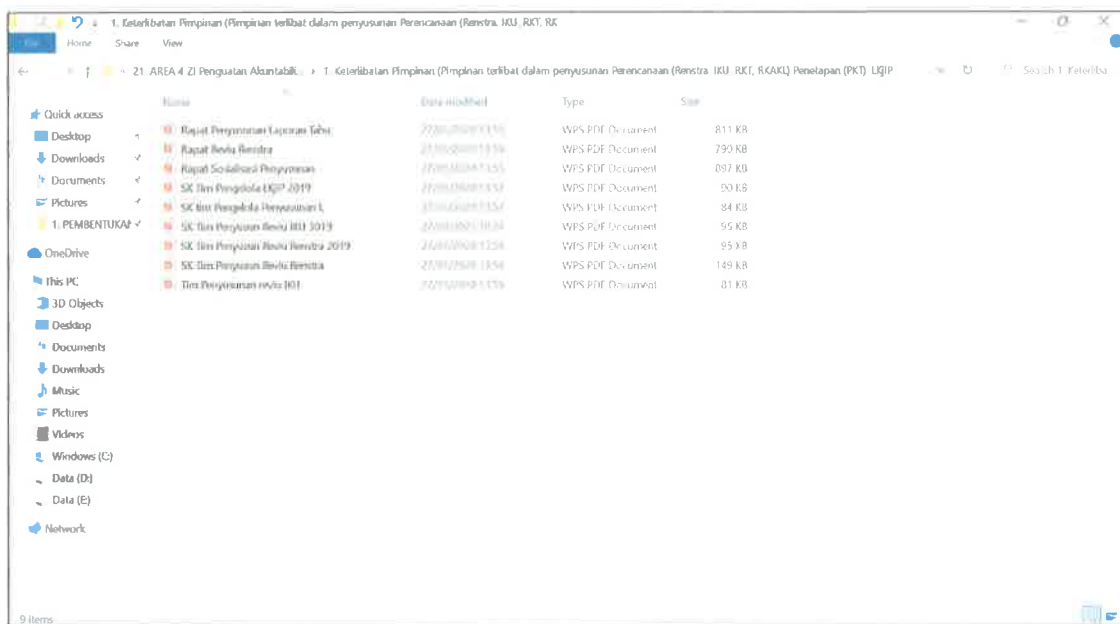 1. Keterlibatan Pimpinan (Pimpinan terlibat dalam penyusunan Perencanaan (Renstra, IKU, RKT, RK
Home Share View
21. AREA 4 ZI Penguatan Akuntabili... › 1. Keterlibatan Pimpinan (Pimpinan terlibat dalam penyusunan Perencanaan (Renstra, IKU, RKT, RKAKL) Penetapan (PKT) LKjIP
Search 1. Keterliba
Name Date modified Type Size
Quick access
Desktop
Downloads
Documents
Pictures
1. PEMBENTUKAN
OneDrive
This PC
3D Objects
Desktop
Documents
Downloads
Music
Pictures
Videos
Windows (C:)
Data (D:)
Data (E:)
Network
Rapat Penyusunan Laporan Tahu WPS PDF Document 811 KB
Rapat Reviu Renstra WPS PDF Document 790 KB
Rapat Sosialisasi Penyusunan WPS PDF Document 897 KB
SK Tim Pengelola LKjIP 2019 WPS PDF Document 90 KB
SK tim Pengelola Penyusunan L WPS PDF Document 84 KB
SK Tim Penyusun Reviu IKU 2019 WPS PDF Document 95 KB
SK Tim Penyusun Reviu Renstra 2019 WPS PDF Document 95 KB
SK Tim Penyusun Reviu Renstra WPS PDF Document 149 KB
Tim Penyusunan reviu IKU WPS PDF Document 81 KB
9 items